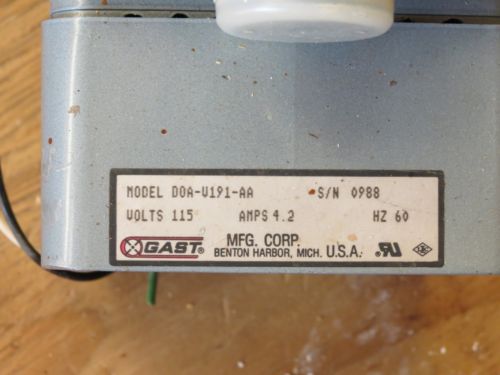 MODEL DOA-V191-AA S/N 0988
VOLTS 115 AMPS 4.2 HZ 60
GAST® MFG. CORP.
BENTON HARBOR, MICH. U.S.A.